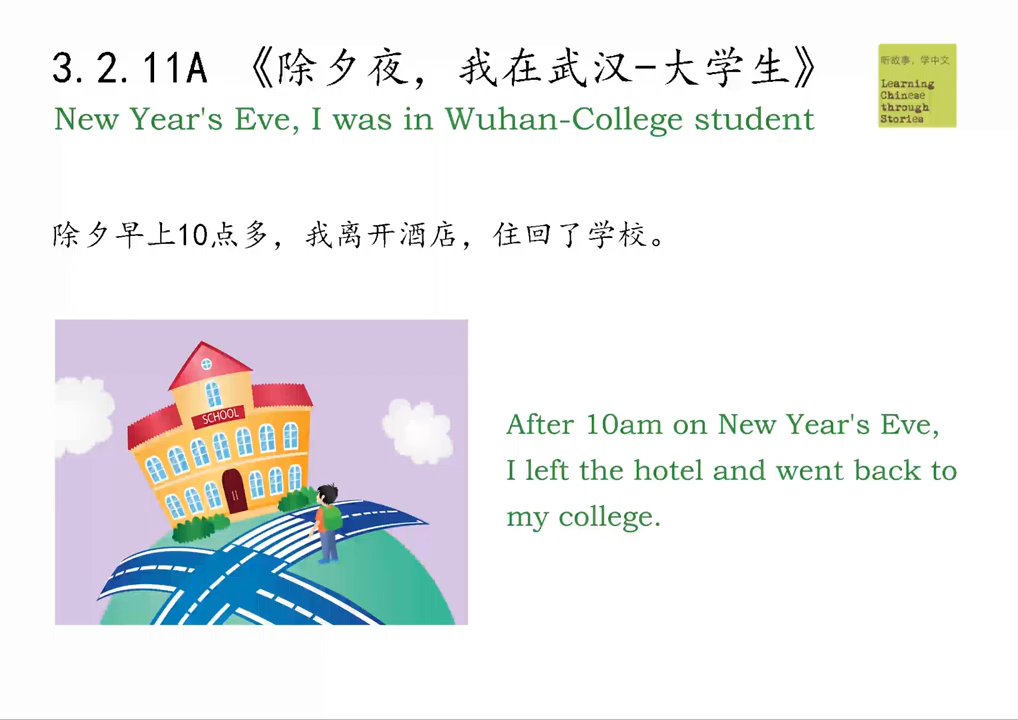 3.2.11A 《除夕夜，我在武汉-大学生》
New Year's Eve, I was in Wuhan-College student
听故事，学中文
Learning
Chinese
through
Stories
除夕早上10点多，我离开酒店，住回了学校。
SCHOOL
After 10am on New Year's Eve,
I left the hotel and went back to
my college.